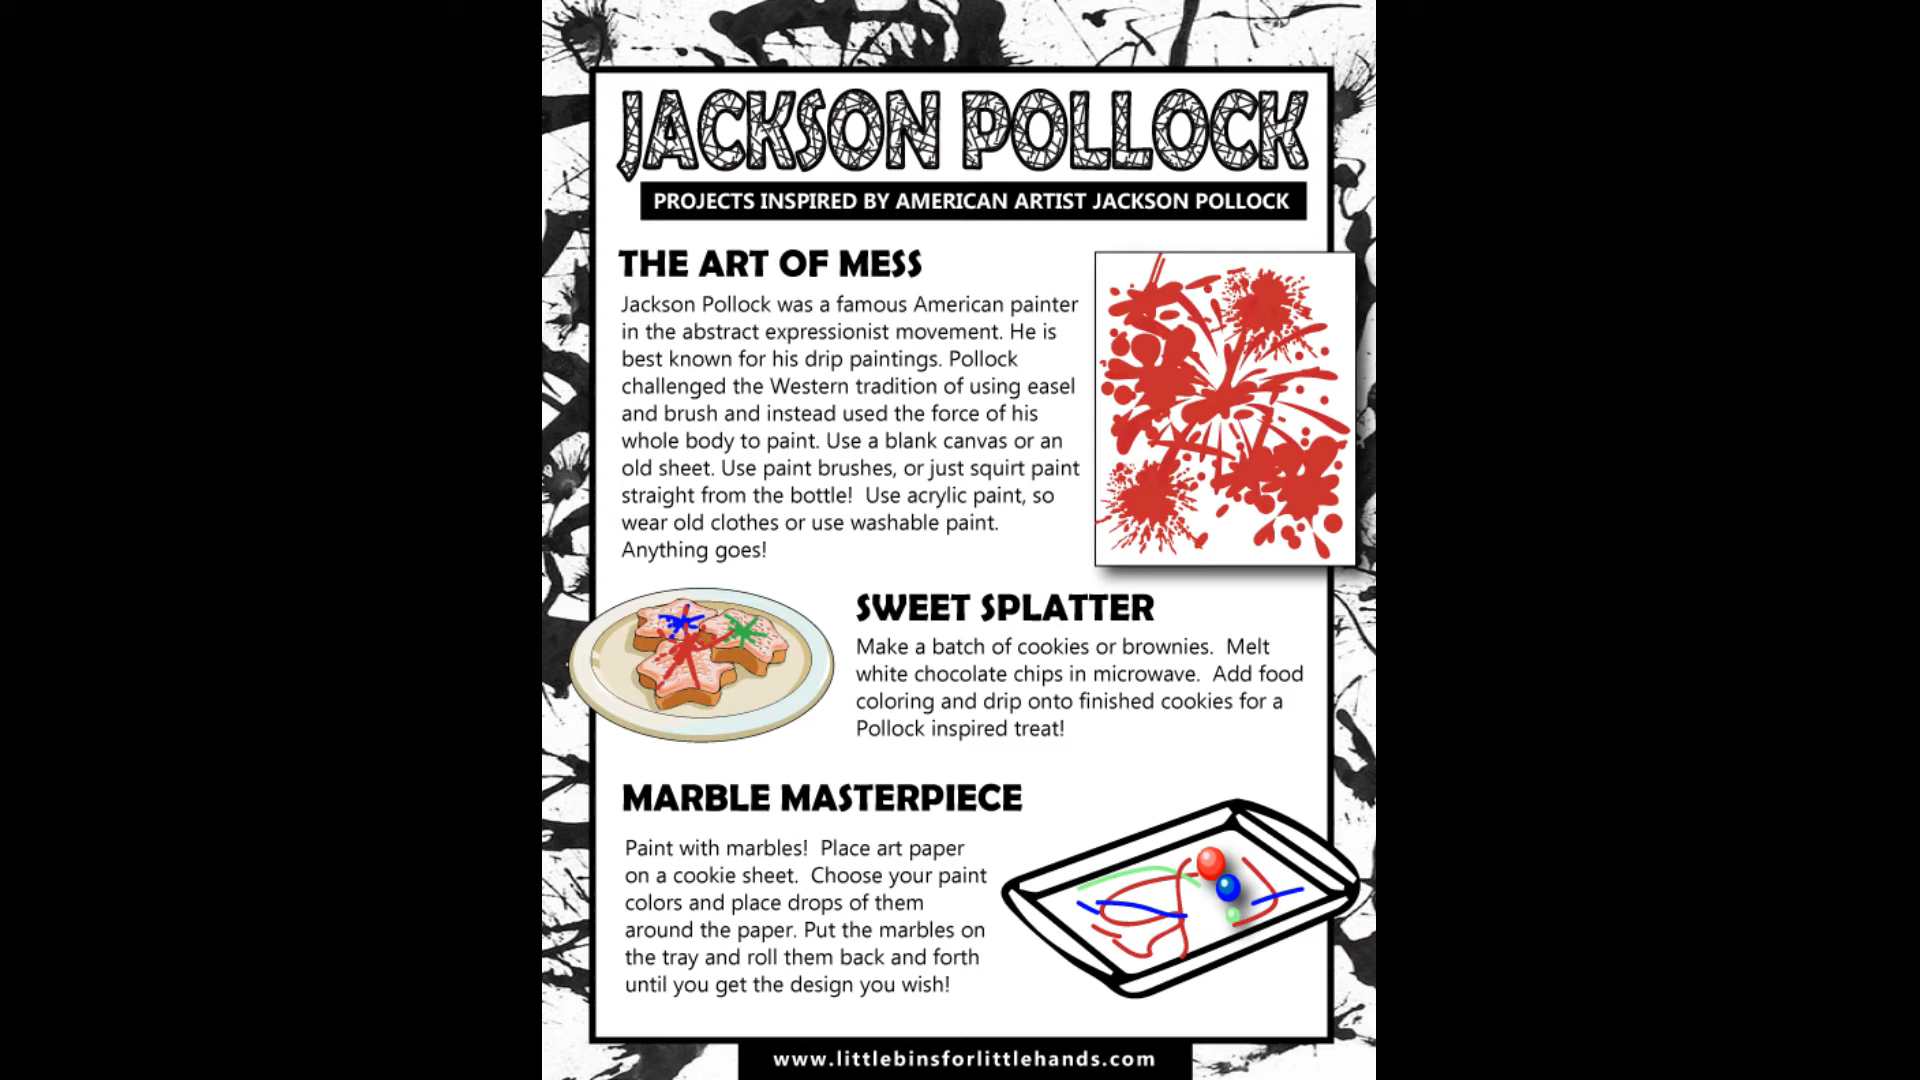 JACKSON POLLOCK
PROJECTS INSPIRED BY AMERICAN ARTIST JACKSON POLLOCK
THE ART OF MESS
Jackson Pollock was a famous American painter
in the abstract expressionist movement. He is
best known for his drip paintings. Pollock
challenged the Western tradition of using easel
and brush and instead used the force of his
whole body to paint. Use a blank canvas or an
old sheet. Use paint brushes, or just squirt paint
straight from the bottle!  Use acrylic paint, so
wear old clothes or use washable paint.
Anything goes!
SWEET SPLATTER
Make a batch of cookies or brownies.  Melt
white chocolate chips in microwave.  Add food
coloring and drip onto finished cookies for a
Pollock inspired treat!
MARBLE MASTERPIECE
Paint with marbles!  Place art paper
on a cookie sheet.  Choose your paint
colors and place drops of them
around the paper. Put the marbles on
the tray and roll them back and forth
until you get the design you wish!
www.littlebinsforlittlehands.com